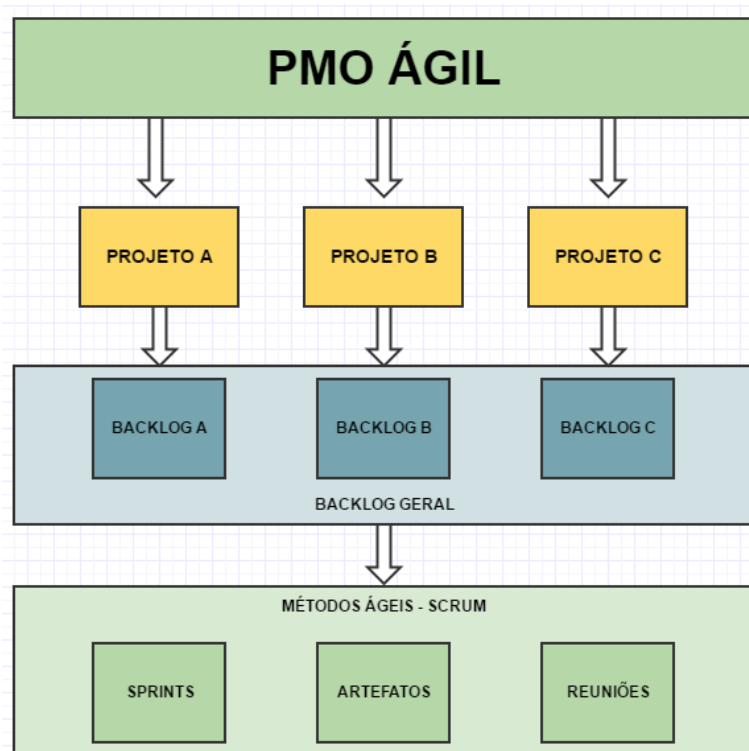 PMO ÁGIL
PROJETO A
PROJETO B
PROJETO C
BACKLOG A
BACKLOG B
BACKLOG C
BACKLOG GERAL
MÉTODOS ÁGEIS - SCRUM
SPRINTS
ARTEFATOS
REUNIÕES